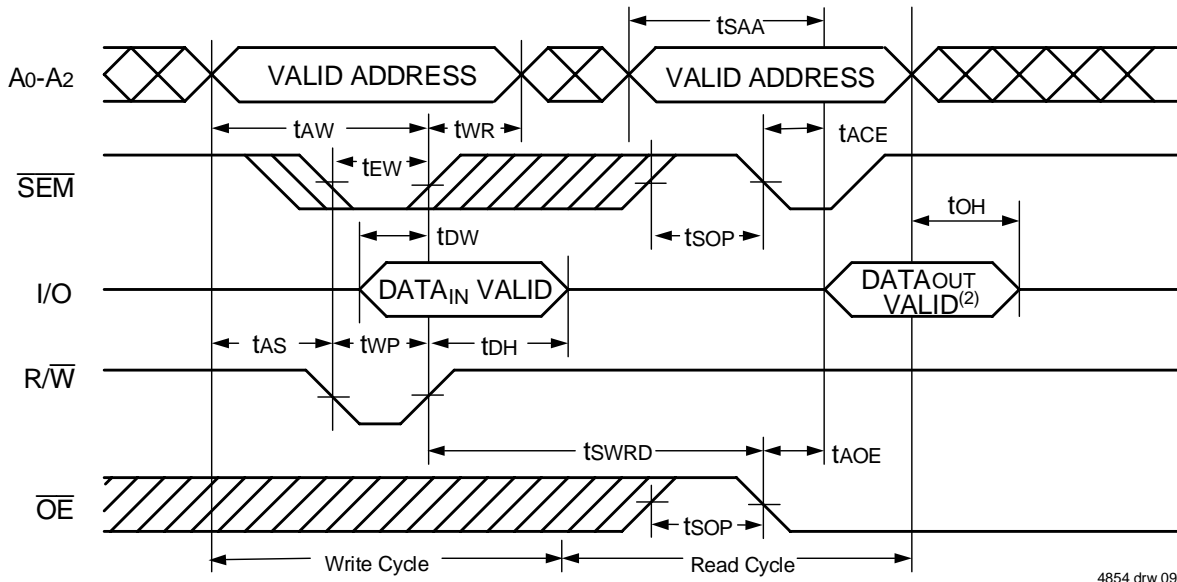 tSAA
A0-A2
VALID ADDRESS
VALID ADDRESS
tAW
tWR
tACE
tEW
SEM
tSOP
tOH
tDW
I/O
DATAIN VALID
DATAOUT
VALID(2)
tAS
tWP
tDH
R/W
tSWRD
tAOE
OE
tSOP
Write Cycle
Read Cycle
4854 drw 09